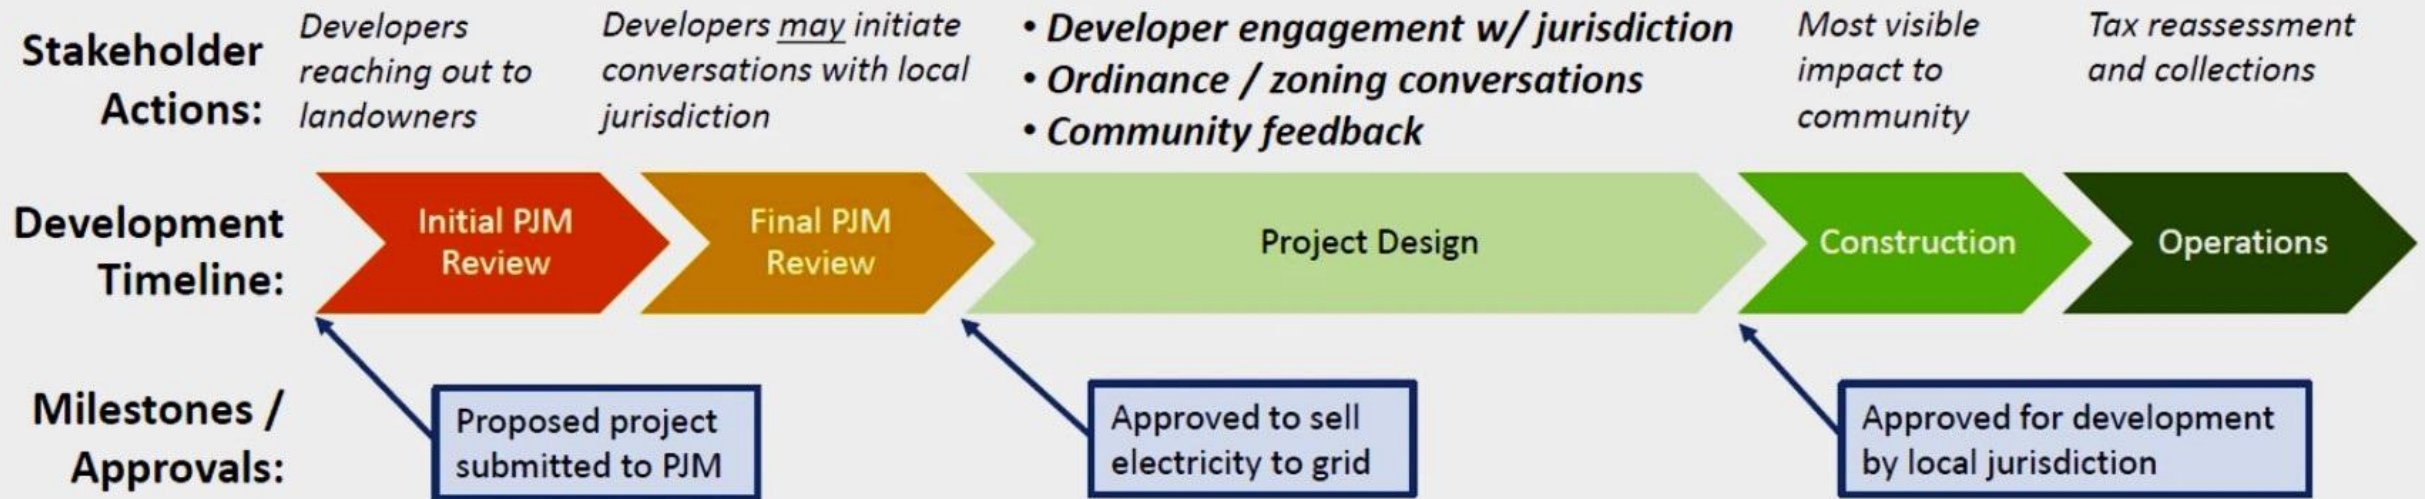 Stakeholder
Actions:
Developers
reaching out to
landowners
Developers may initiate
conversations with local
jurisdiction
• Developer engagement w/ jurisdiction
• Ordinance / zoning conversations
• Community feedback
Most visible
impact to
community
Tax reassessment
and collections
Development
Timeline:
Initial PJM
Review
Final PJM
Review
Project Design
Construction
Operations
Milestones /
Approvals:
Proposed project
submitted to PJM
Approved to sell
electricity to grid
Approved for development
by local jurisdiction